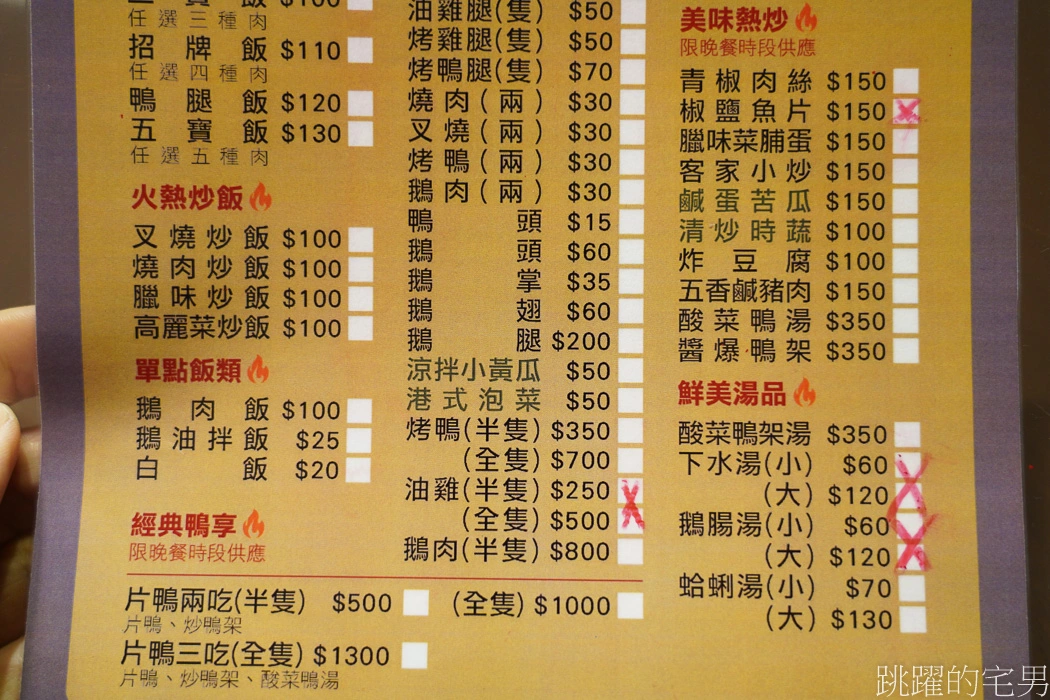 任選三種肉
招牌飯 $110
任選四種肉
鴨腿飯 $120
五寶飯 $130
任選五種肉
火熱炒飯
叉燒炒飯 $100
燒肉炒飯 $100
臘味炒飯 $100
高麗菜炒飯 $100
單點飯類
鵝肉飯 $100
鵝油拌飯 $25
白飯 $20
經典鴨享
限晚餐時段供應
油雞腿(隻) $50
烤雞腿(隻) $50
烤鴨腿(隻) $70
燒肉(兩) $30
叉燒(兩) $30
烤鴨(兩) $30
鵝肉(兩) $30
鴨頭 $15
鵝頭 $60
鵝掌 $35
鵝翅 $60
鵝腿 $200
涼拌小黃瓜 $50
港式泡菜 $50
烤鴨(半隻) $350
(全隻) $700
油雞(半隻) $250
(全隻) $500
鵝肉(半隻) $800
片鴨兩吃(半隻) $500 (全隻) $1000
片鴨、炒鴨架
片鴨三吃(全隻) $1300
片鴨、炒鴨架、酸菜鴨湯
美味熱炒
限晚餐時段供應
青椒肉絲 $150
椒鹽魚片 $150
臘味菜脯蛋 $150
客家小炒 $150
鹹蛋苦瓜 $150
清炒時蔬 $100
炸豆腐 $100
五香鹹豬肉 $150
酸菜鴨湯 $350
醬爆鴨架 $350
鮮美湯品
酸菜鴨架湯 $350
下水湯(小) $60
(大) $120
鵝腸湯(小) $60
(大) $120
蛤蜊湯(小) $70
(大) $130
跳躍的宅男